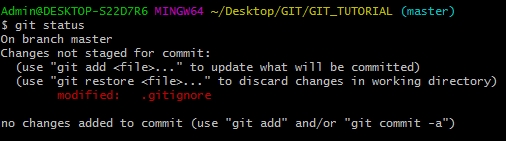 Admin@DESKTOP-S22D7R6 MINGW64 ~/Desktop/GIT/GIT_TUTORIAL (master)
$ git status
On branch master
Changes not staged for commit:
  (use "git add <file>..." to update what will be committed)
  (use "git restore <file>..." to discard changes in working directory)
        modified:   .gitignore

no changes added to commit (use "git add" and/or "git commit -a")